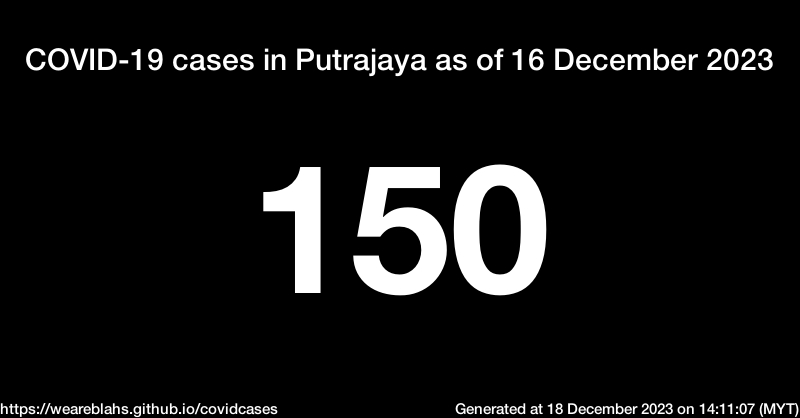 COVID-19 cases in Putrajaya as of 16 December 2023
150
https://weareblahs.github.io/covidcases
Generated at 18 December 2023 on 14:11:07 (MYT)